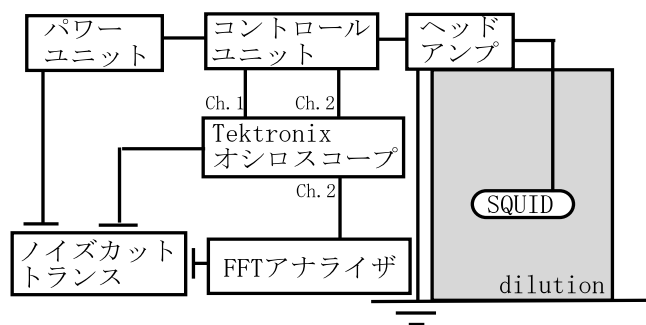 パワー
ユニット
コントロール
ユニット
ヘッド
アンプ
Ch.1
Ch.2
Tektronix
オシロスコープ
Ch.2
SQUID
ノイズカット
トランス
FFTアナライザ
dilution